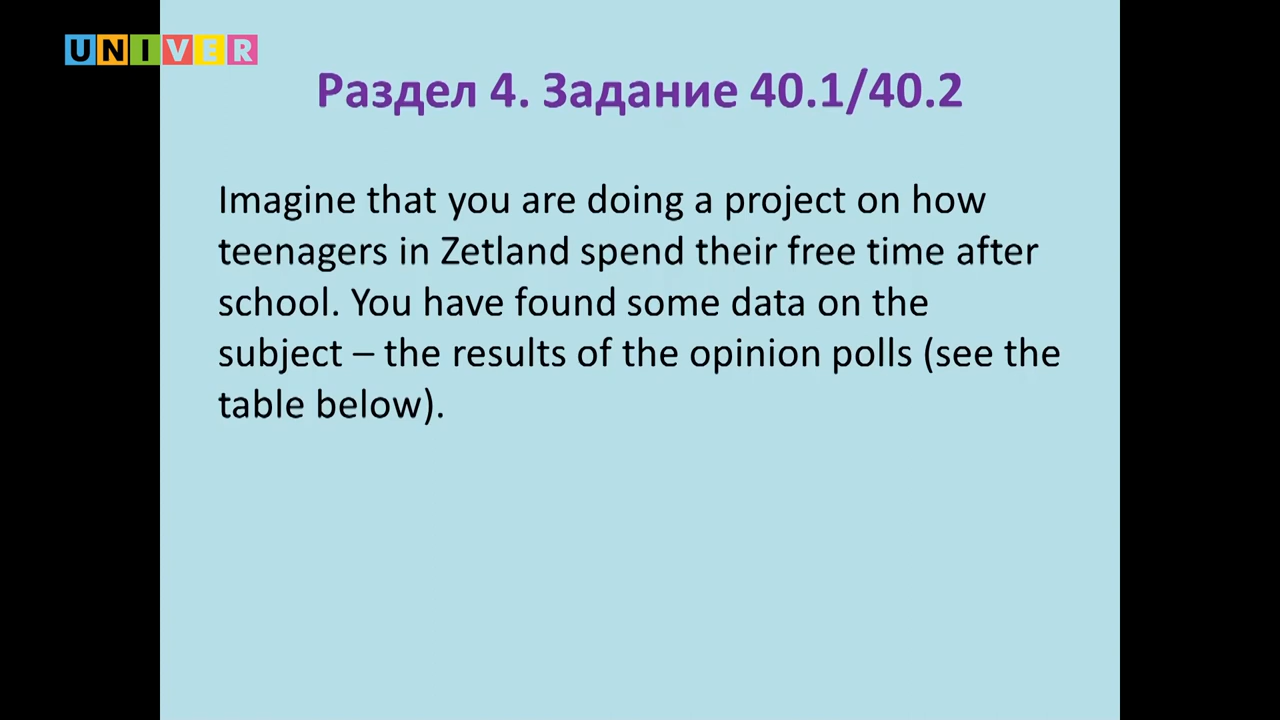 UNIVER
Раздел 4. Задание 40.1/40.2
Imagine that you are doing a project on how
teenagers in Zetland spend their free time after
school. You have found some data on the
subject – the results of the opinion polls (see the
table below).